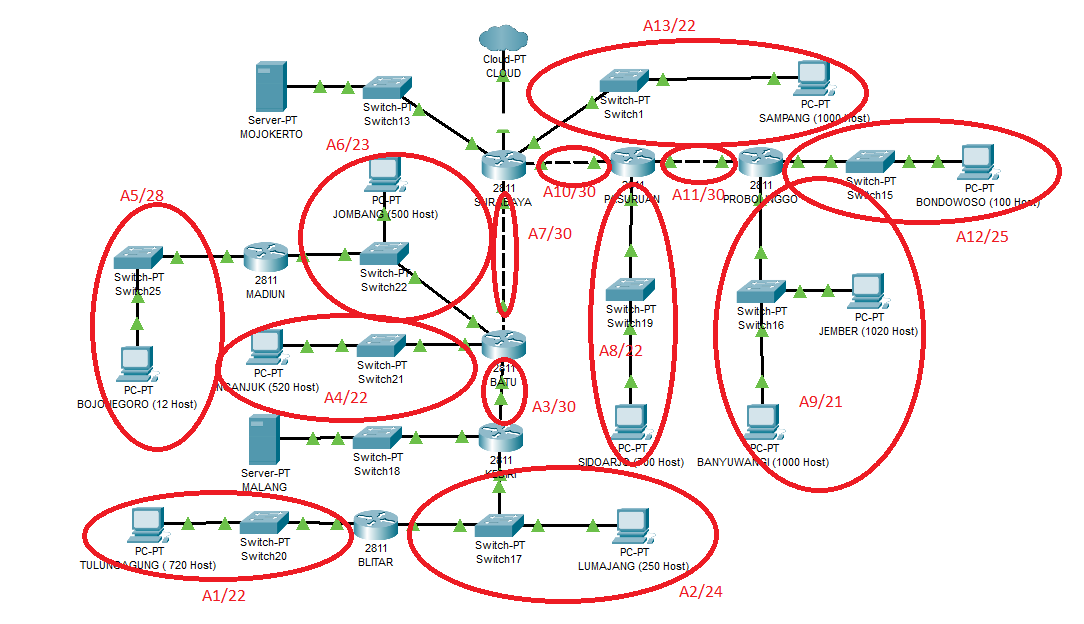 A13/22
Cloud-PT
CLOUD
Server-PT
MOJOKERTO
Switch-PT
Switch13
Switch-PT
Switch1
PC-PT
SAMPANG (1000 Host)
A6/23
2811
SURABAYA
A10/30
2811
PASURUAN
A11/30
2811
PROBOLINGGO
Switch-PT
Switch15
PC-PT
BONDOWOSO (100 Host)
A12/25
A5/28
PC-PT
JOMBANG (500 Host)
A7/30
Switch-PT
Switch25
2811
MADIUN
Switch-PT
Switch22
Switch-PT
Switch19
A8/22
Switch-PT
Switch16
PC-PT
JEMBER (1020 Host)
PC-PT
BOJONEGORO (12 Host)
PC-PT
NGANJUK (520 Host)
A4/22
Switch-PT
Switch21
2811
BATU
A3/30
A9/21
Server-PT
MALANG
Switch-PT
Switch18
2811
KEDIRI
PC-PT
SIDOARJO (700 Host)
PC-PT
BANYUWANGI (1000 Host)
PC-PT
TULUNGAGUNG ( 720 Host)
Switch-PT
Switch20
2811
BLITAR
Switch-PT
Switch17
PC-PT
LUMAJANG (250 Host)
A1/22
A2/24